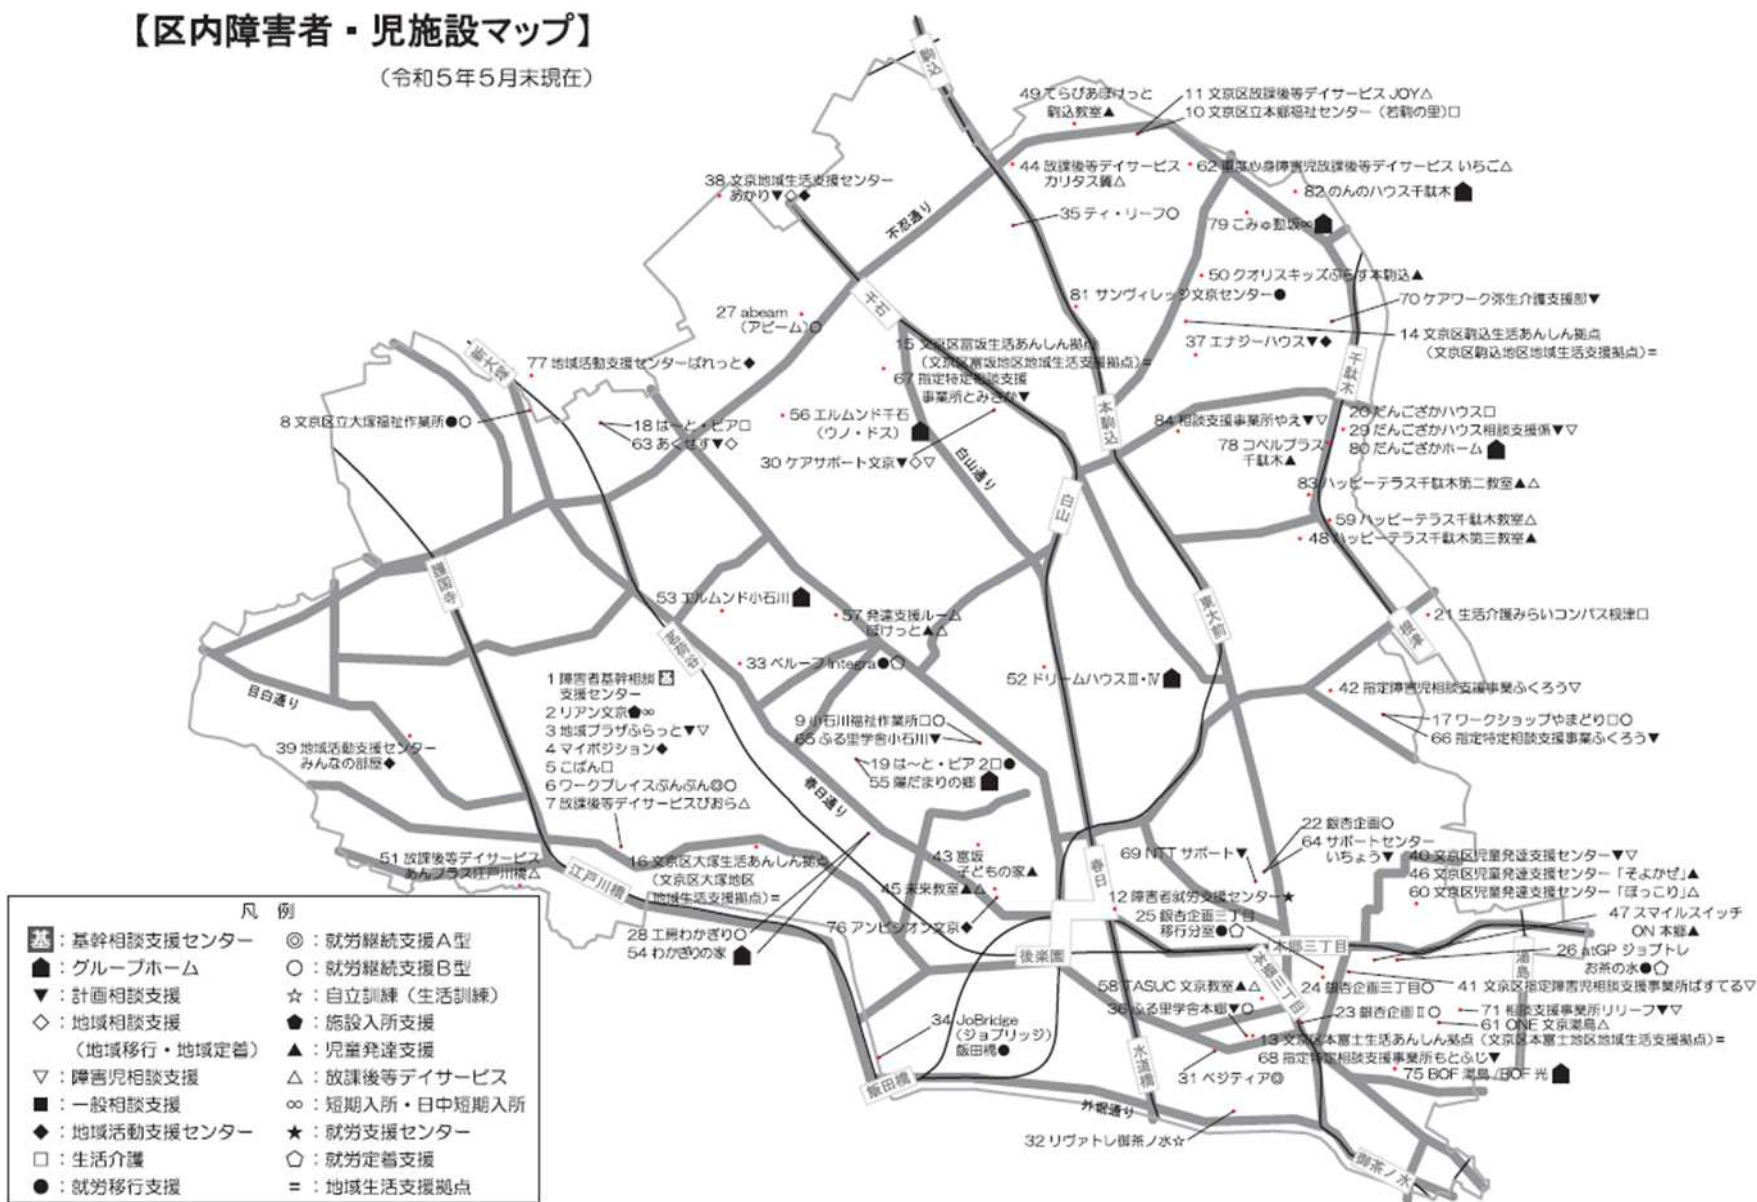 【区内障害者・児施設マップ】
(令和5年5月末現在)
駒込
49 てらぴあぽけっと
駒込教室▲
11 文京区放課後等デイサービス JOY△
10 文京区立本郷福祉センター（若駒の里）□
44 放課後等デイサービス
カリタス翼△
62 重度心身障害児放課後等デイサービス いちご△
38 文京地域生活支援センター
あかり▼◇◆
82 のんのハウス千駄木
35 ティ・リーフ○
不忍通り
79 こみゅ動坂∞
50 クオリスキッズぷらす本駒込▲
千石
81 サンヴィレッジ文京センター●
70 ケアワーク弥生介護支援部▼
27 abeam
（アビーム）○
14 文京区駒込生活あんしん拠点
（文京区駒込地区地域生活支援拠点）=
15 文京区富坂生活あんしん拠点
（文京区富坂地区地域生活支援拠点）=
37 エナジーハウス▼◆
新大塚
77 地域活動支援センターぱれっと◆
67 指定特定相談支援
事業所とみさか▼
千駄木
本駒込
8 文京区立大塚福祉作業所●○
18 は〜と・ピア□
63 あくせす▼◇
56 エルムンド千石
（ウノ・ドス）
84 相談支援事業所やえ▼▽
20 だんござかハウス□
29 だんござかハウス相談支援係▼▽
80 だんござかホーム
78 コペルプラス
千駄木▲
30 ケアサポート文京▼◇▽
白山通り
83 ハッピーテラス千駄木第二教室▲△
白山
59 ハッピーテラス千駄木教室△
48 ハッピーテラス千駄木第三教室▲
護国寺
53 エルムンド小石川
57 発達支援ルーム
ぽけっと▲△
東大前
根津
21 生活介護みらいコンパス根津□
茗荷谷
33 ベルーフ Integra●⬠
52 ドリームハウスⅢ・Ⅳ
42 指定障害児相談支援事業ふくろう▽
目白通り
1 障害者基幹相談 基
支援センター
2 リアン文京⬟∞
3 地域プラザふらっと▼▽
4 マイポジション◆
5 こぱん□
6 ワークプレイスぶんぶん◎○
7 放課後等デイサービスぴおら△
9 小石川福祉作業所□○
65 ふる里学舎小石川▼
17 ワークショップやまどり□○
66 指定特定相談支援事業ふくろう▼
39 地域活動支援センター
みんなの部屋◆
19 は〜と・ピア 2□●
55 陽だまりの郷
春日通り
22 銀杏企画○
64 サポートセンター
いちょう▼
51 放課後等デイサービス
あんプラス江戸川橋△
江戸川橋
16 文京区大塚生活あんしん拠点
（文京区大塚地区
地域生活支援拠点）=
43 富坂
子どもの家▲
春日
69 NTT サポート▼
40 文京区児童発達支援センター▼▽
46 文京区児童発達支援センター「そよかぜ」▲
60 文京区児童発達支援センター「ほっこり」△
45 未来教室▲△
12 障害者就労支援センター★
47 スマイルスイッチ
ON 本郷▲
76 アンビシオン文京◆
25 銀杏企画三丁目
移行分室●⬠
28 工房わかぎり○
54 わかぎりの家
後楽園
本郷三丁目
湯島
26 atGP ジョブトレ
お茶の水●⬠
本郷三丁目
58 TASUC 文京教室▲△
24 銀杏企画三丁目○
41 文京区指定障害児相談支援事業所ぱすてる▽
36 ふる里学舎本郷▼○
23 銀杏企画Ⅱ○
71 相談支援事業所リリーフ▼▽
61 ONE 文京湯島△
34 JoBridge
（ジョブリッジ）
飯田橋●
13 文京区本富士生活あんしん拠点（文京区本富士地区地域生活支援拠点）=
68 指定特定相談支援事業所もとふじ▼
水道橋
31 ベジティア◎
75 BOF 湯島/BOF 光
飯田橋
外堀通り
32 リヴァトレ御茶ノ水☆
御茶ノ水
凡 例
基：基幹相談支援センター
：グループホーム
▼：計画相談支援
◇：地域相談支援
（地域移行・地域定着）
▽：障害児相談支援
■：一般相談支援
◆：地域活動支援センター
□：生活介護
●：就労移行支援
◎：就労継続支援A型
○：就労継続支援B型
☆：自立訓練（生活訓練）
⬟：施設入所支援
▲：児童発達支援
△：放課後等デイサービス
∞：短期入所・日中短期入所
★：就労支援センター
⬠：就労定着支援
=：地域生活支援拠点